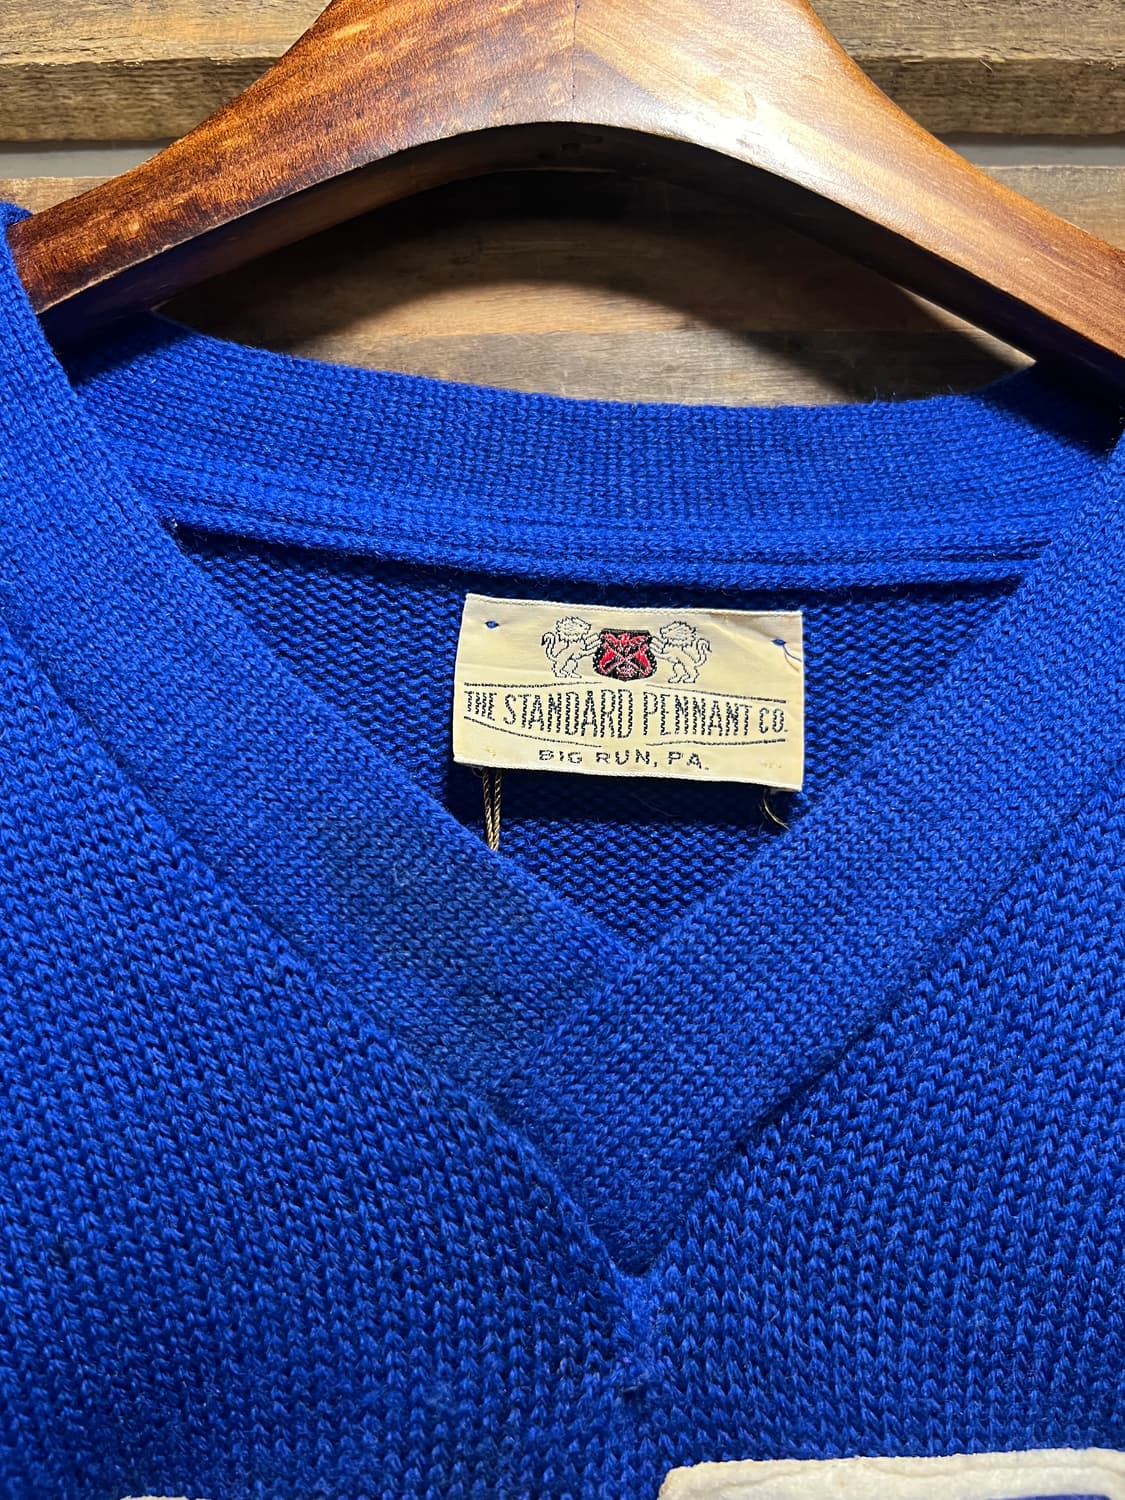 THE STANDARD PENNANT CO.
BIG RUN, PA.